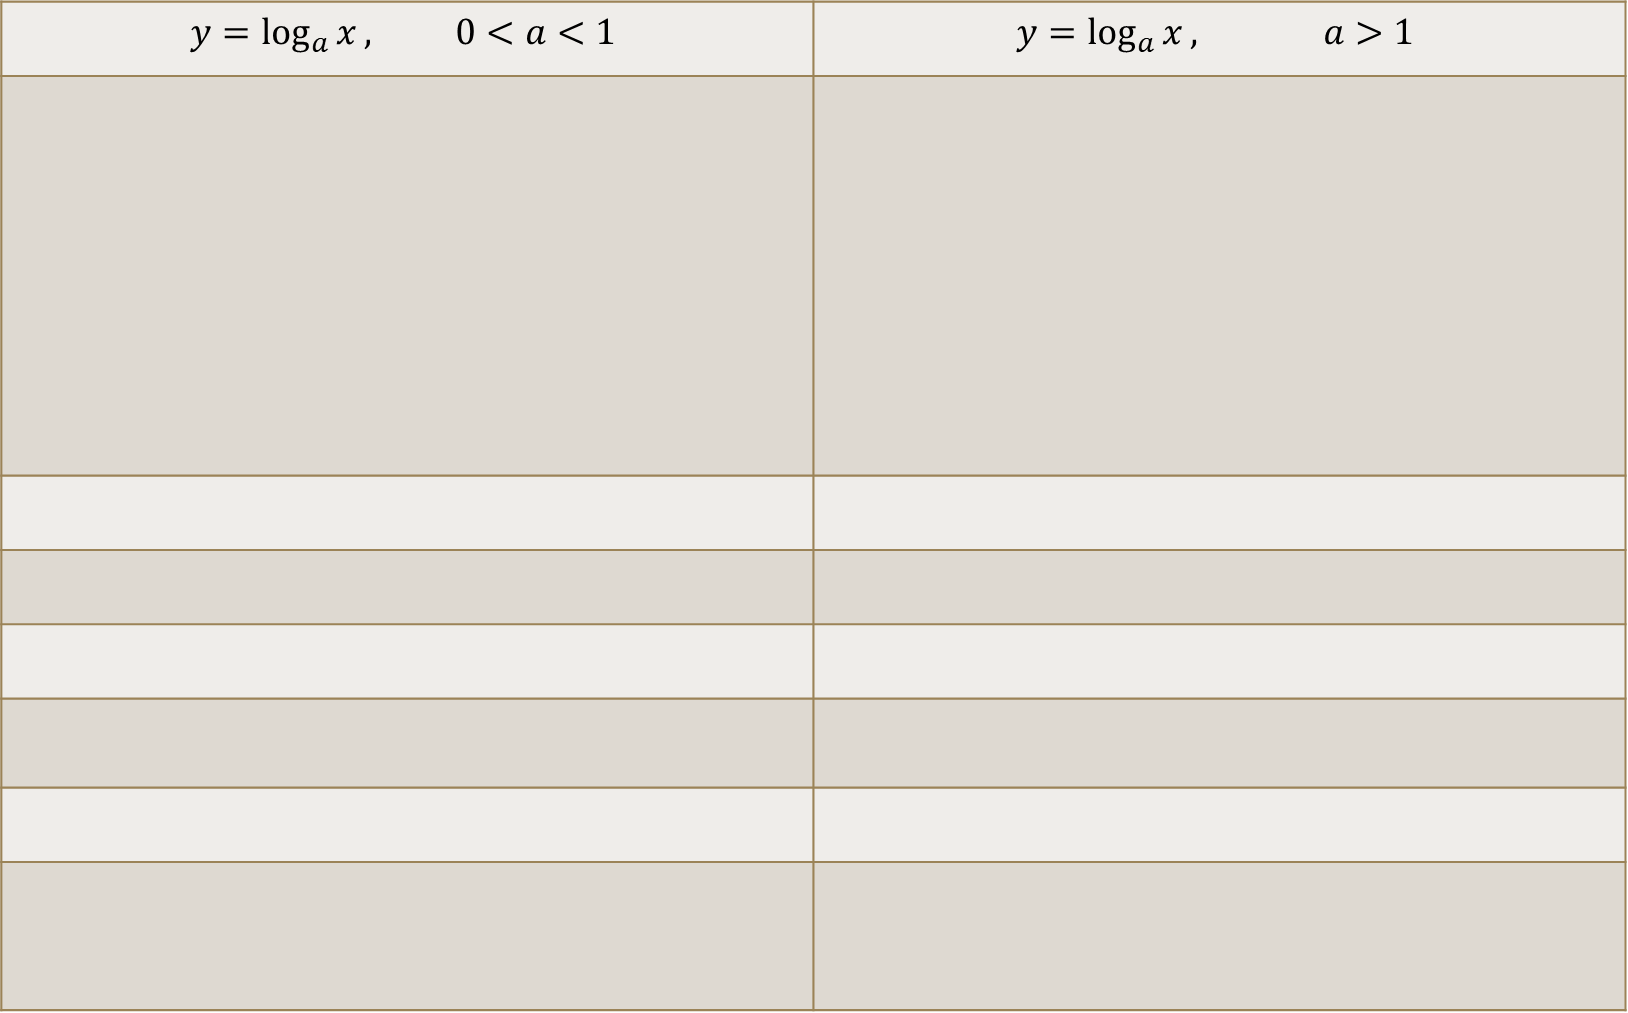 y = logₐ x ,  0 < a < 1
y = logₐ x ,  a > 1